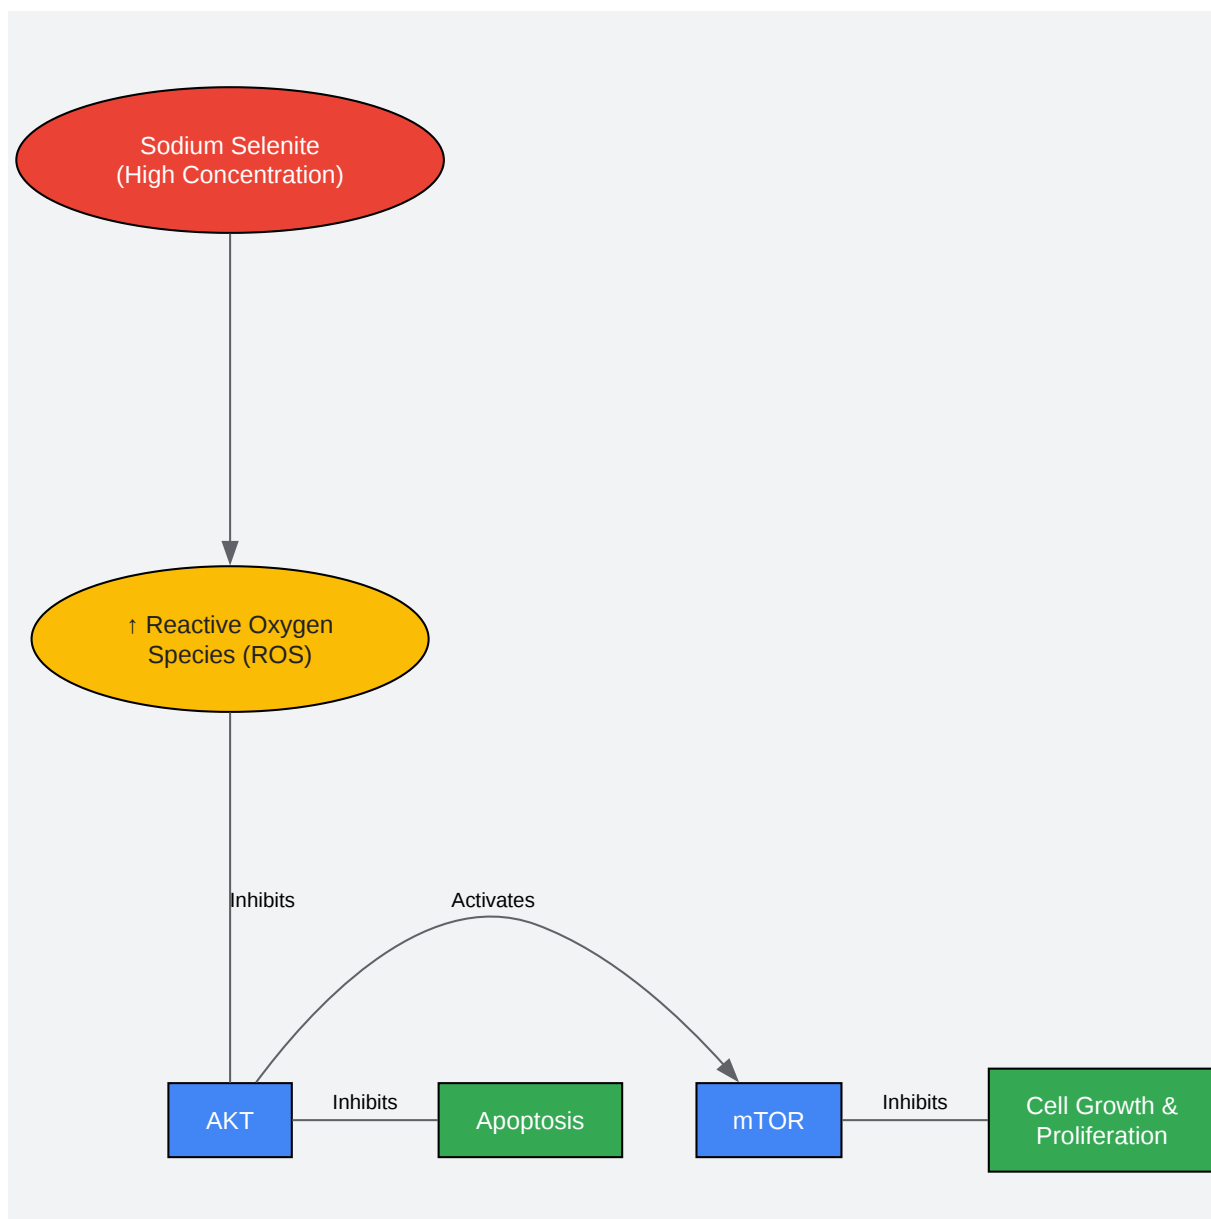 Sodium Selenite
(High Concentration)
↑ Reactive Oxygen
Species (ROS)
Inhibits
Activates
AKT
Inhibits
Apoptosis
mTOR
Inhibits
Cell Growth &
Proliferation